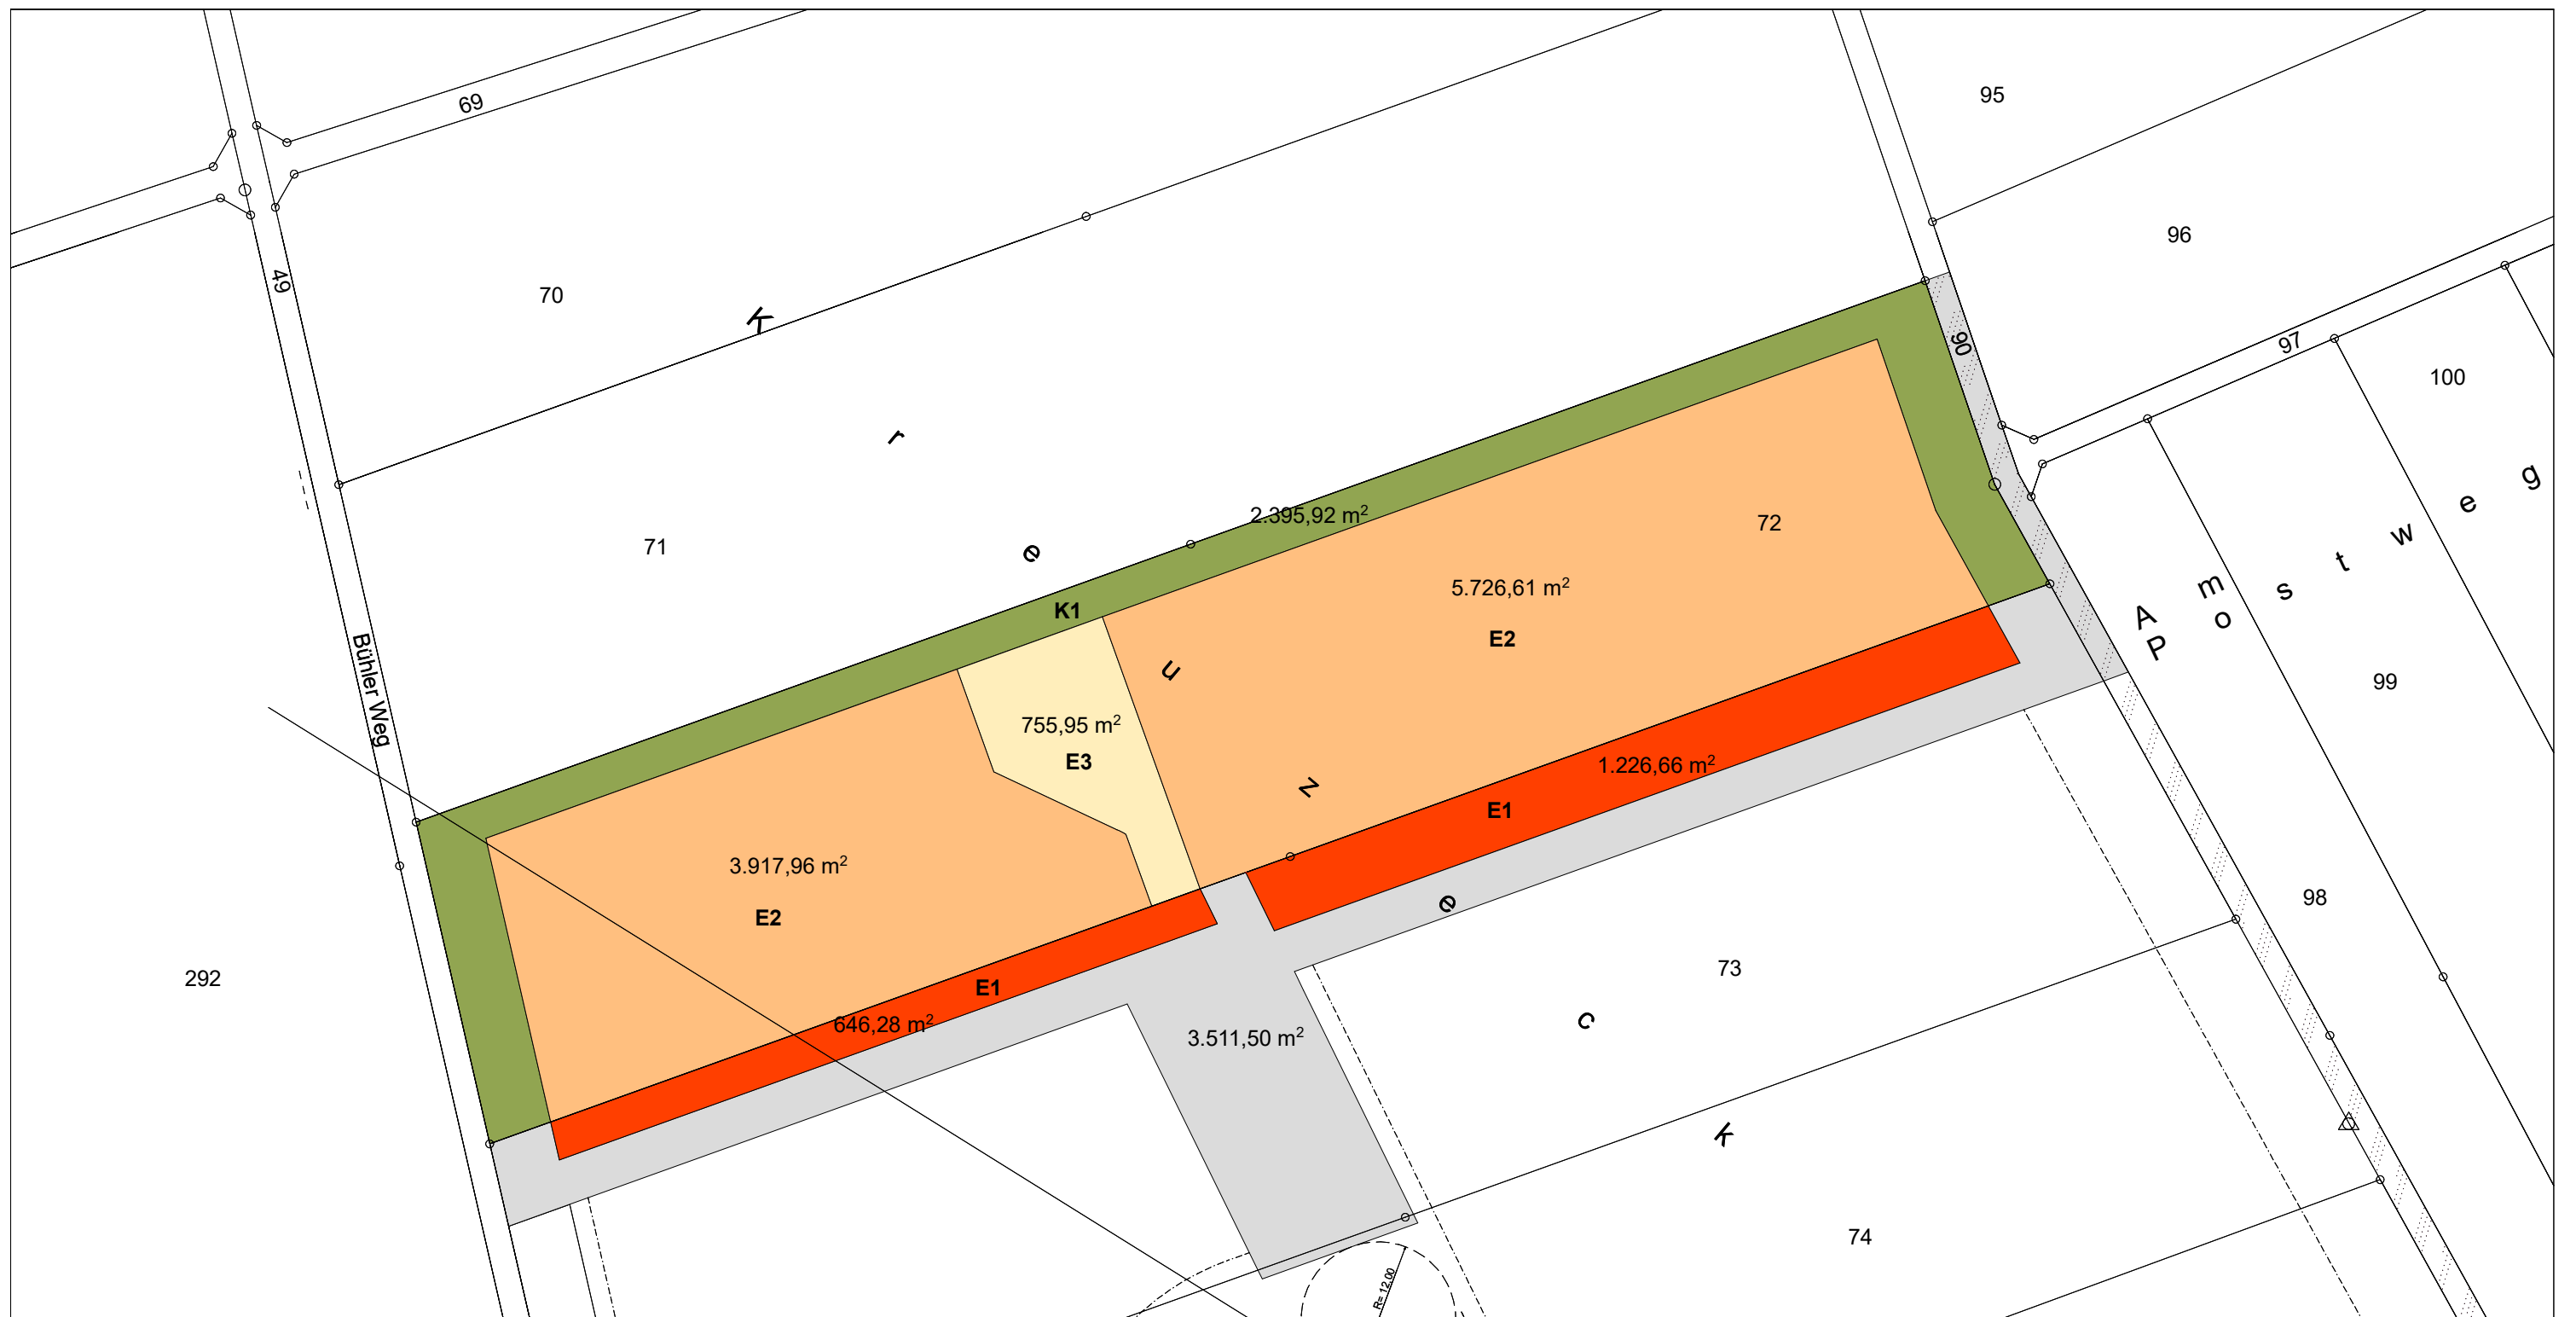 69
95
96
49
70
K
90
97
100
r
g
e
w
t
s
m
o
A
P
2.395,92 m²
72
71
e
5.726,61 m²
K1
E2
u
99
Bühler Weg
755,95 m²
E3
z
1.226,66 m²
E1
3.917,96 m²
E2
e
98
292
73
E1
646,28 m²
3.511,50 m²
c
k
74
R= 12.00